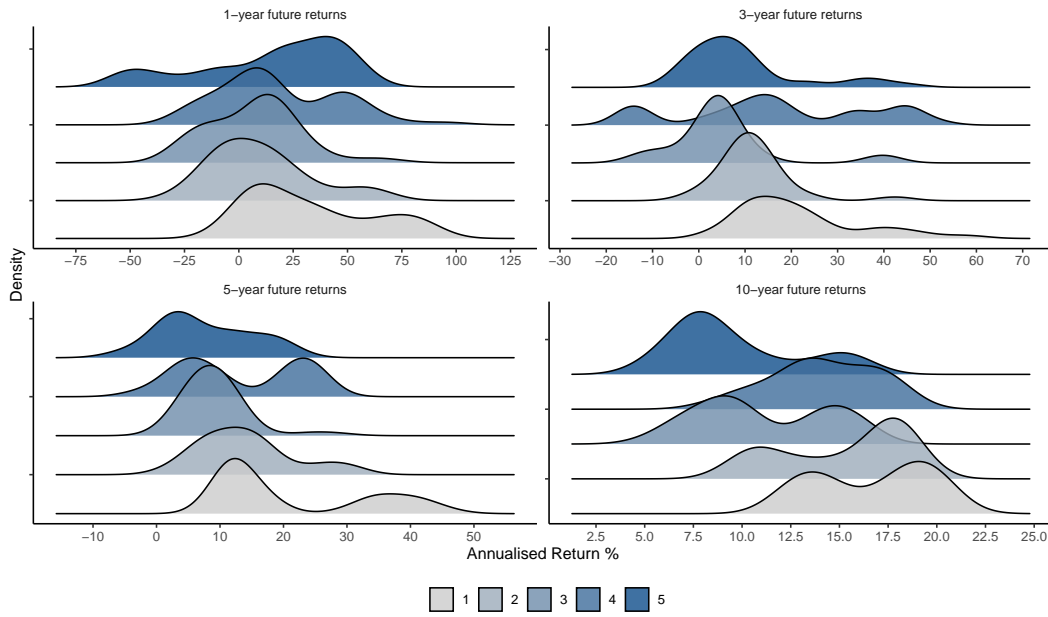 1−year future returns
3−year future returns
−75 −50 −25 0 25 50 75 100 125
−30 −20 −10 0 10 20 30 40 50 60 70
Density
5−year future returns
10−year future returns
−10 0 10 20 30 40 50
2.5 5.0 7.5 10.0 12.5 15.0 17.5 20.0 22.5 25.0
Annualised Return %
1 2 3 4 5